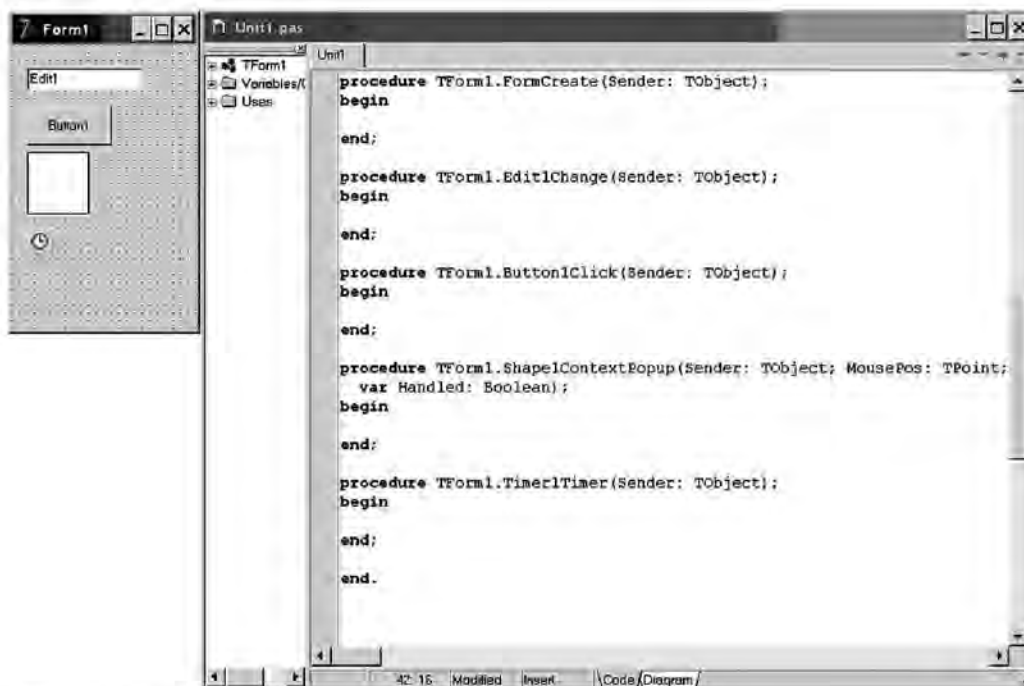 Form1
Edit1
Button1
Unit1.pas
TForm1
Variables/C
Uses
Unit1
procedure TForm1.FormCreate(Sender: TObject);
begin
end;
procedure TForm1.Edit1Change(Sender: TObject);
begin
end;
procedure TForm1.Button1Click(Sender: TObject);
begin
end;
procedure TForm1.Shape1ContextPopup(Sender: TObject; MousePos: TPoint;
var Handled: Boolean);
begin
end;
procedure TForm1.Timer1Timer(Sender: TObject);
begin
end;
end.
42: 16 Modified Insert \Code /Diagram/